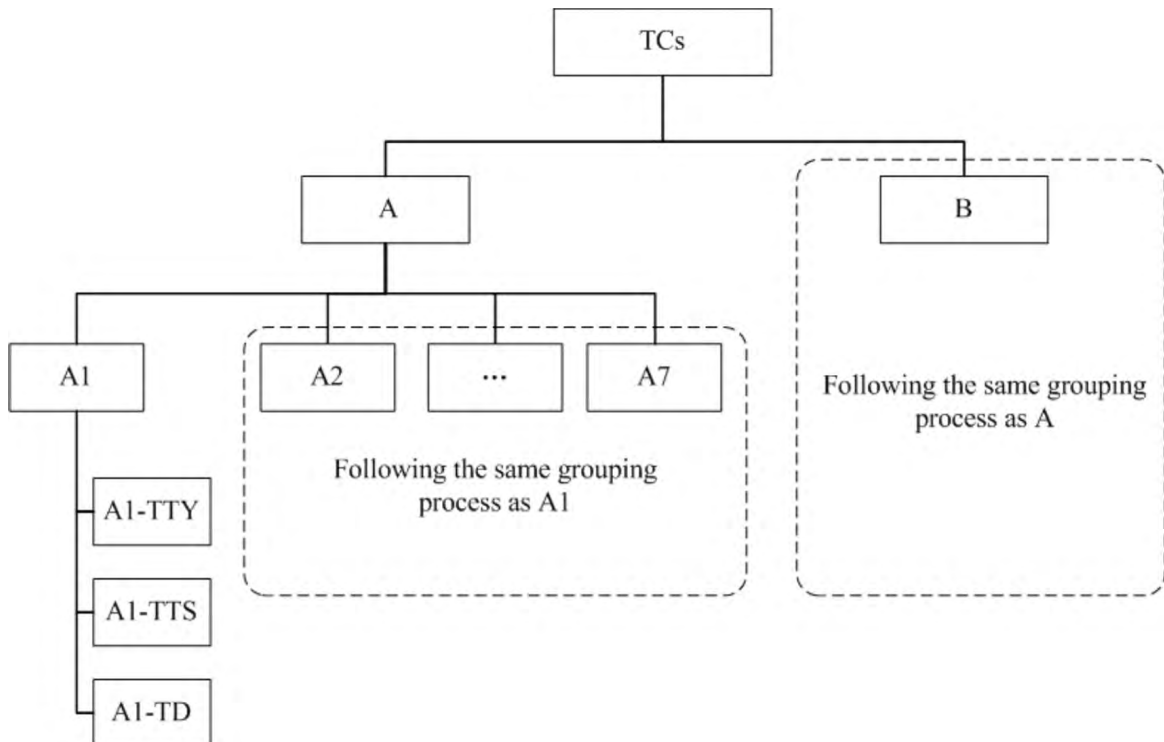 TCs
A
B
A1
A2
...
A7
Following the same grouping
process as A1
Following the same grouping
process as A
A1-TTY
A1-TTS
A1-TD